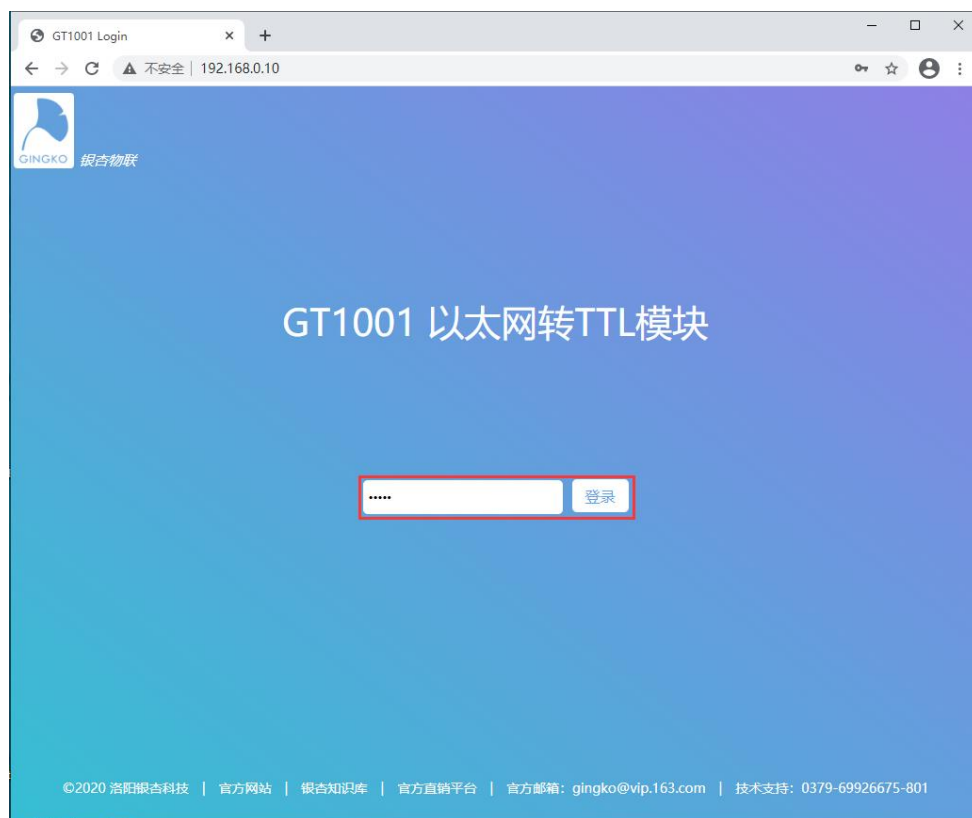 GT1001 Login
不安全 | 192.168.0.10
GINGKO 银杏物联
GT1001 以太网转TTL模块
••••• 登录
©2020 洛阳银杏科技 | 官方网站 | 银杏知识库 | 官方直销平台 | 官方邮箱：gingko@vip.163.com | 技术支持：0379-69926675-801